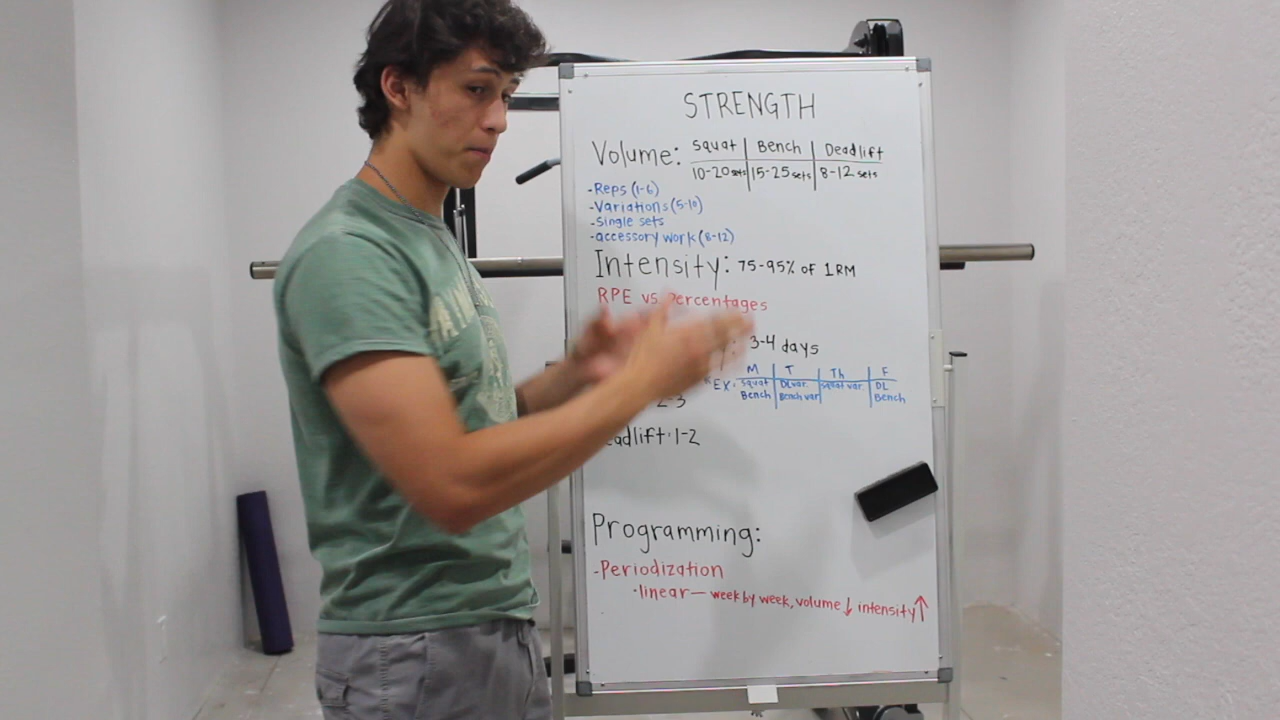 STRENGTH
Volume: Squat | Bench | Deadlift
10-20 sets | 15-25 sets | 8-12 sets
-Reps (1-6)
-Variations (5-10)
-Single sets
-accessory work (8-12)
Intensity: 75-95% of 1RM
RPE vs. Percentages
: 3-4 days
*EX: M T Th F
Squat DL var. Squat var. DL
Bench Bench var Bench
2-3
adlift: 1-2
Programming:
-Periodization
·linear— week by week, volume ↓ intensity ↑